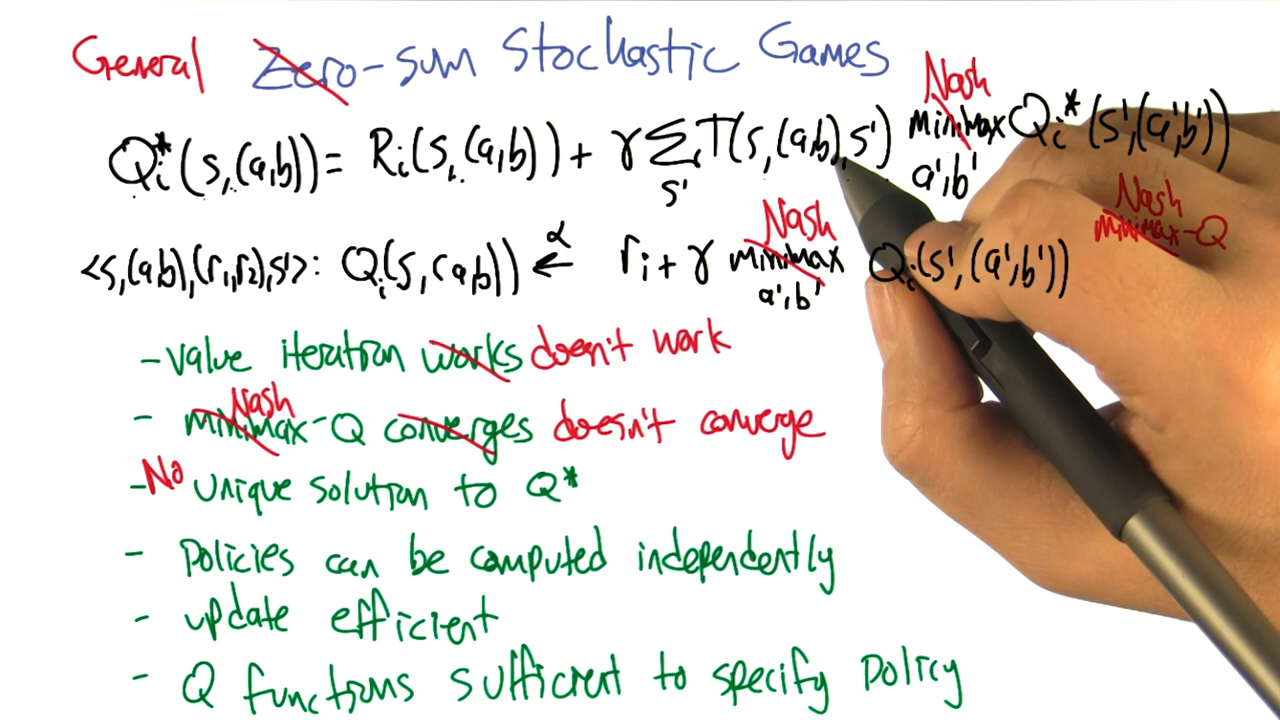 General Zero-sum Stochastic Games
Nash
Qi*(s,(a,b)) = Ri(s,(a,b)) + γ Σ T(s,(a,b),s') minimax Qi*(s',(a',b'))
s' a',b'
Nash Nash
minimax-Q
<s,(a,b),(r1,r2),s'>: Qi(s,(a,b)) α← ri + γ minimax Qi(s',(a',b'))
a',b'
- value iteration works doesn't work
Nash
- minimax-Q converges doesn't converge
- No unique solution to Q*
- Policies can be computed independently
- update efficient
- Q functions sufficient to specify policy